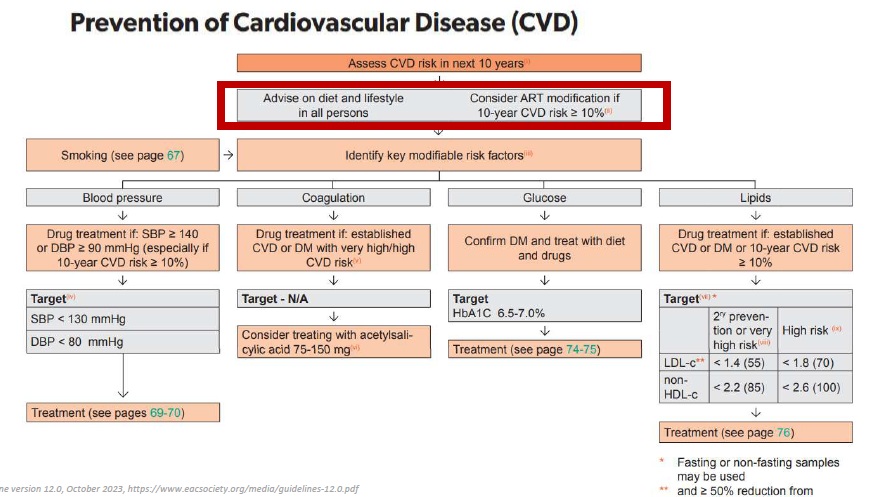 Prevention of Cardiovascular Disease (CVD)
Assess CVD risk in next 10 years(i)
Advise on diet and lifestyle
in all persons
Consider ART modification if
10-year CVD risk ≥ 10%(ii)
Smoking (see page 67)
Identify key modifiable risk factors(iii)
Blood pressure
Coagulation
Glucose
Lipids
Drug treatment if: SBP ≥ 140
or DBP ≥ 90 mmHg (especially if
10-year CVD risk ≥ 10%)
Drug treatment if: established
CVD or DM with very high/high
CVD risk(v)
Confirm DM and treat with diet
and drugs
Drug treatment if: established
CVD or DM or 10-year CVD risk
≥ 10%
Target(iv)
SBP < 130 mmHg
DBP < 80 mmHg
Target - N/A
Consider treating with acetylsali-
cylic acid 75-150 mg(vi)
Target
HbA1C 6.5-7.0%
Treatment (see page 74-75)
Target(vii) *
2ry preven-
tion or very
high risk(viii)
High risk (ix)
LDL-c** < 1.4 (55) < 1.8 (70)
non-
HDL-c
< 2.2 (85) < 2.6 (100)
Treatment (see pages 69-70)
Treatment (see page 76)
* Fasting or non-fasting samples
may be used
** and ≥ 50% reduction from
ne version 12.0, October 2023, https://www.eacsociety.org/media/guidelines-12.0.pdf